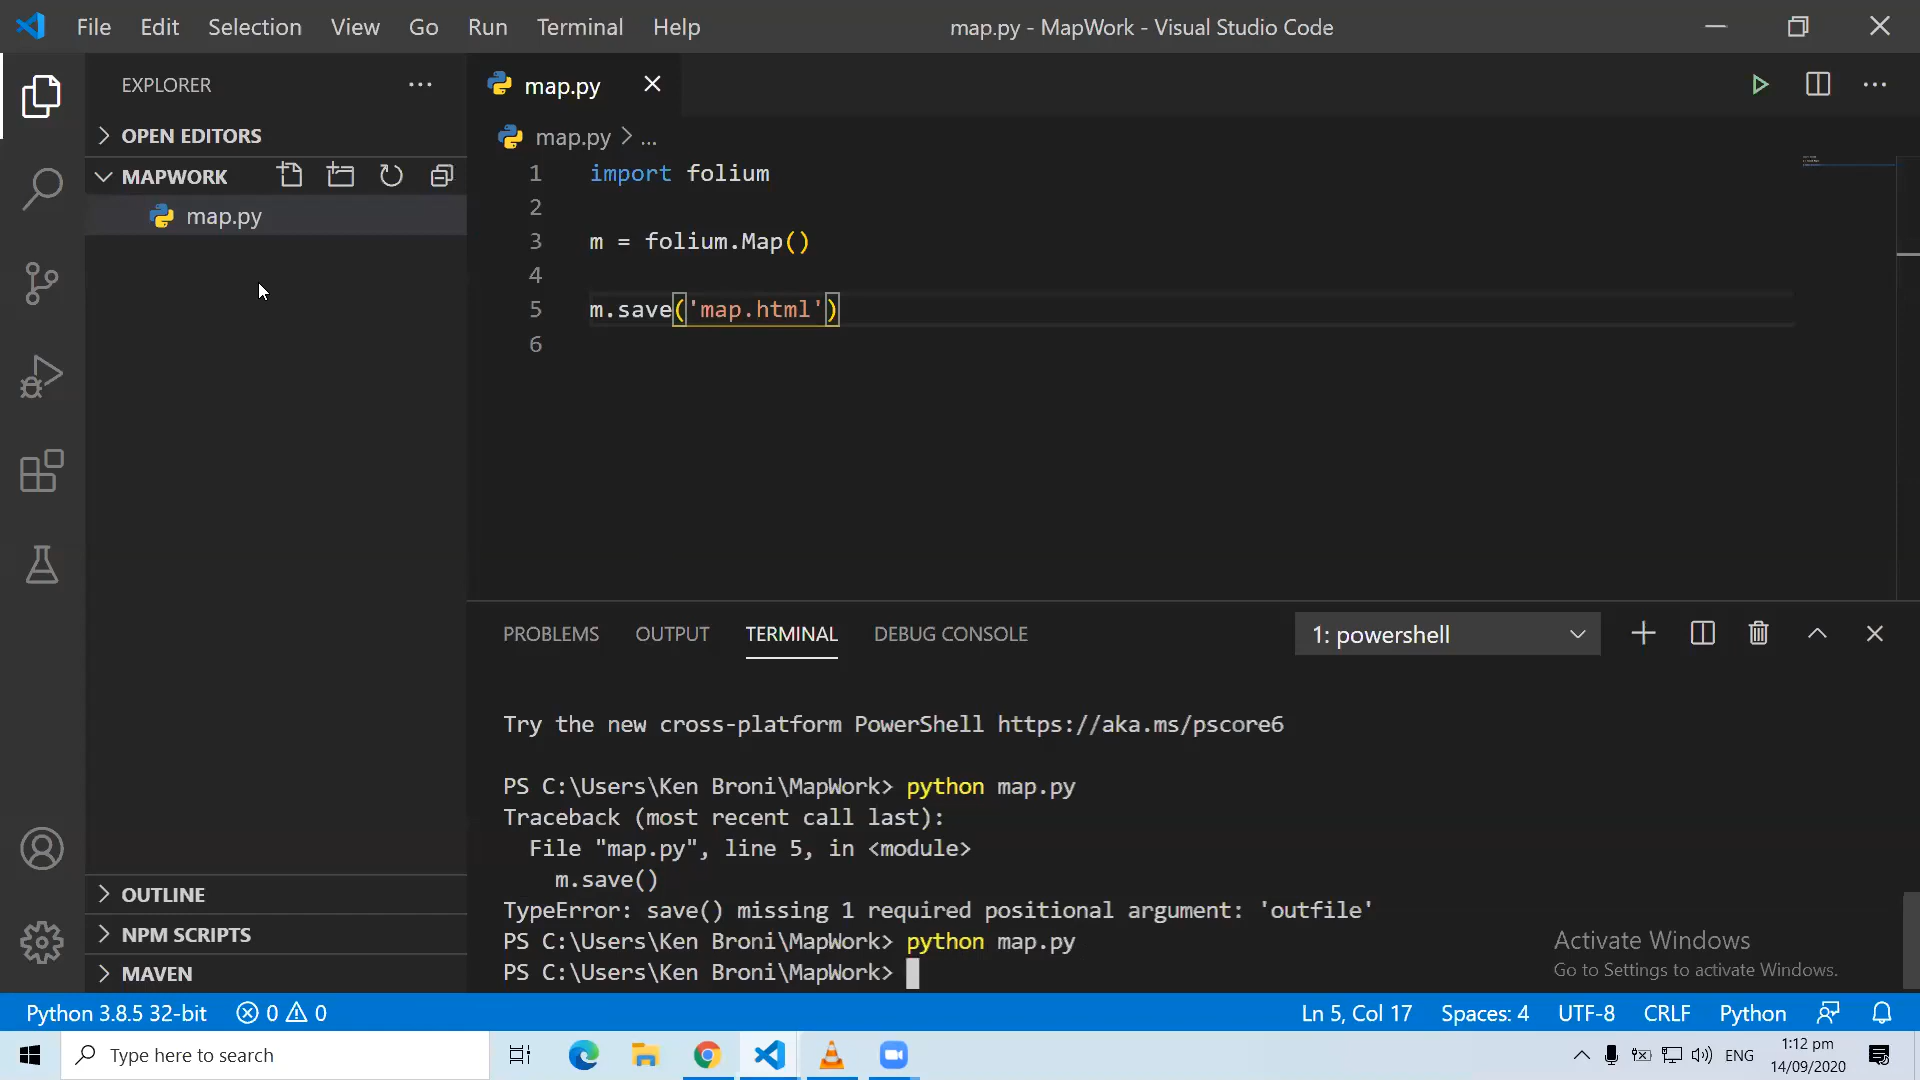 File Edit Selection View Go Run Terminal Help
map.py - MapWork - Visual Studio Code
EXPLORER
OPEN EDITORS
MAPWORK
map.py
OUTLINE
NPM SCRIPTS
MAVEN
map.py
map.py > ...
1 import folium
2
3 m = folium.Map()
4
5 m.save('map.html')
6
PROBLEMS OUTPUT TERMINAL DEBUG CONSOLE
1: powershell
Try the new cross-platform PowerShell https://aka.ms/pscore6
PS C:\Users\Ken Broni\MapWork> python map.py
Traceback (most recent call last):
File "map.py", line 5, in <module>
m.save()
TypeError: save() missing 1 required positional argument: 'outfile'
PS C:\Users\Ken Broni\MapWork> python map.py
PS C:\Users\Ken Broni\MapWork>
Activate Windows
Go to Settings to activate Windows.
Python 3.8.5 32-bit 0 0
Ln 5, Col 17 Spaces: 4 UTF-8 CRLF Python
Type here to search
ENG
1:12 pm
14/09/2020